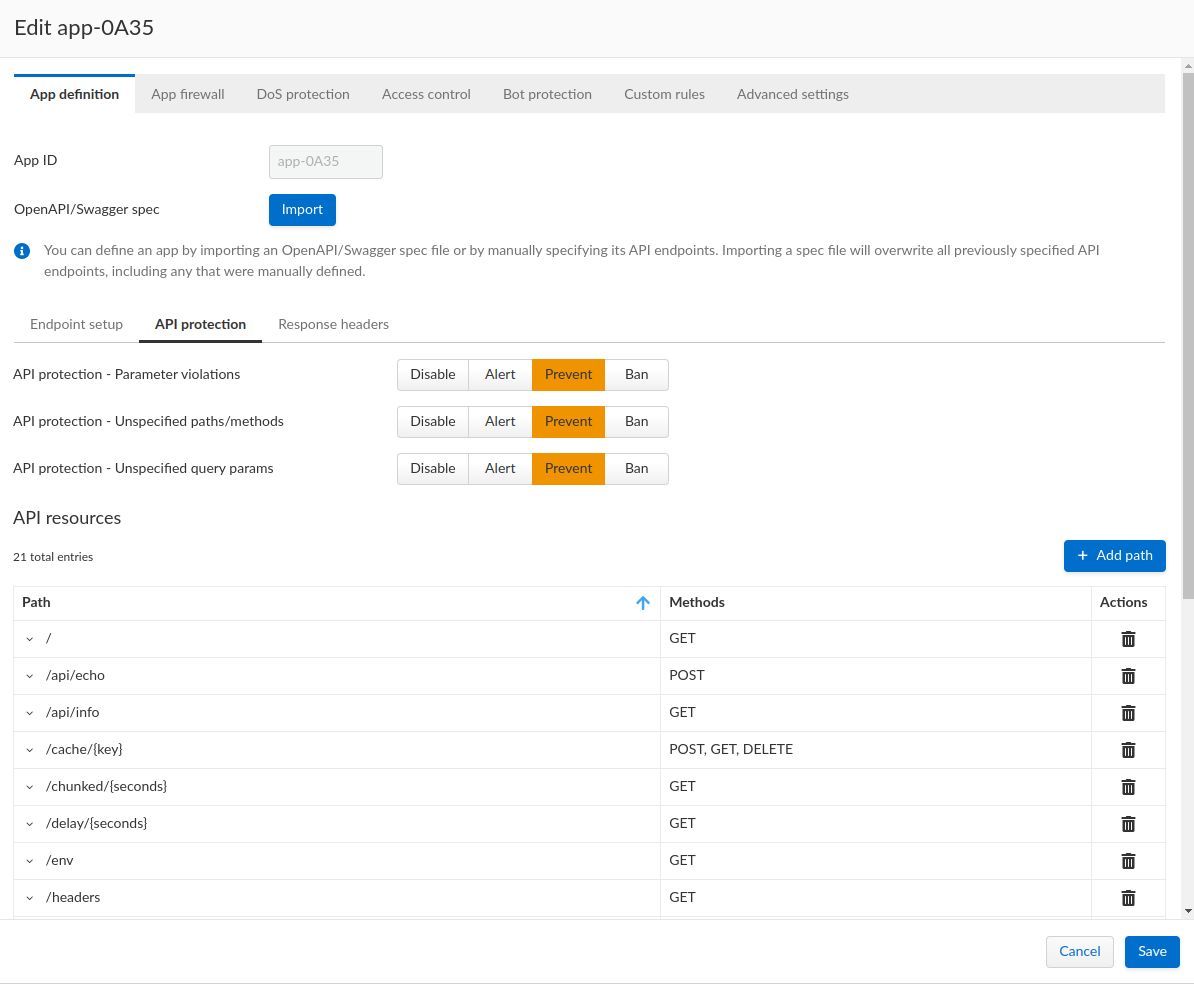 Edit app-0A35
App definition App firewall DoS protection Access control Bot protection Custom rules Advanced settings
App ID app-0A35
OpenAPI/Swagger spec Import
You can define an app by importing an OpenAPI/Swagger spec file or by manually specifying its API endpoints. Importing a spec file will overwrite all previously specified API
endpoints, including any that were manually defined.
Endpoint setup API protection Response headers
API protection - Parameter violations Disable Alert Prevent Ban
API protection - Unspecified paths/methods Disable Alert Prevent Ban
API protection - Unspecified query params Disable Alert Prevent Ban
API resources
21 total entries + Add path
Path Methods Actions
/ GET
/api/echo POST
/api/info GET
/cache/{key} POST, GET, DELETE
/chunked/{seconds} GET
/delay/{seconds} GET
/env GET
/headers GET
Cancel Save